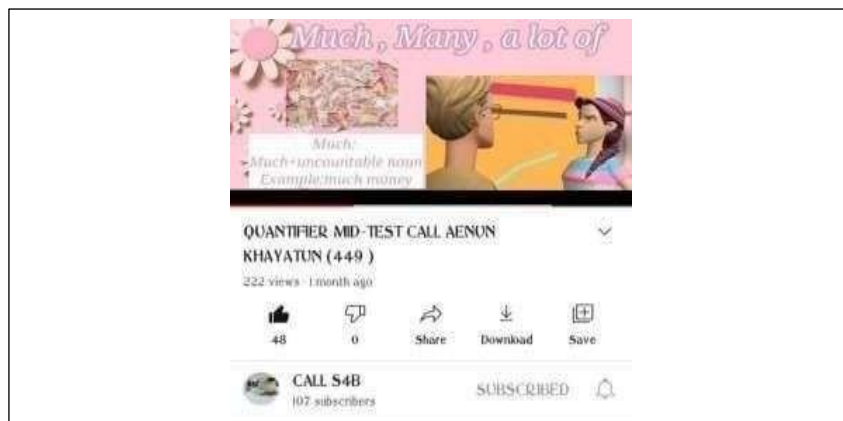 Much, Many, a lot of
Much:
Much+uncountable noun
Example:much money
QUANTIFIER MID-TEST CALL AENUN
KHAYATUN (449 )
222 views · 1 month ago
48
0
Share
Download
Save
CALL S4B
107 subscribers
SUBSCRIBED